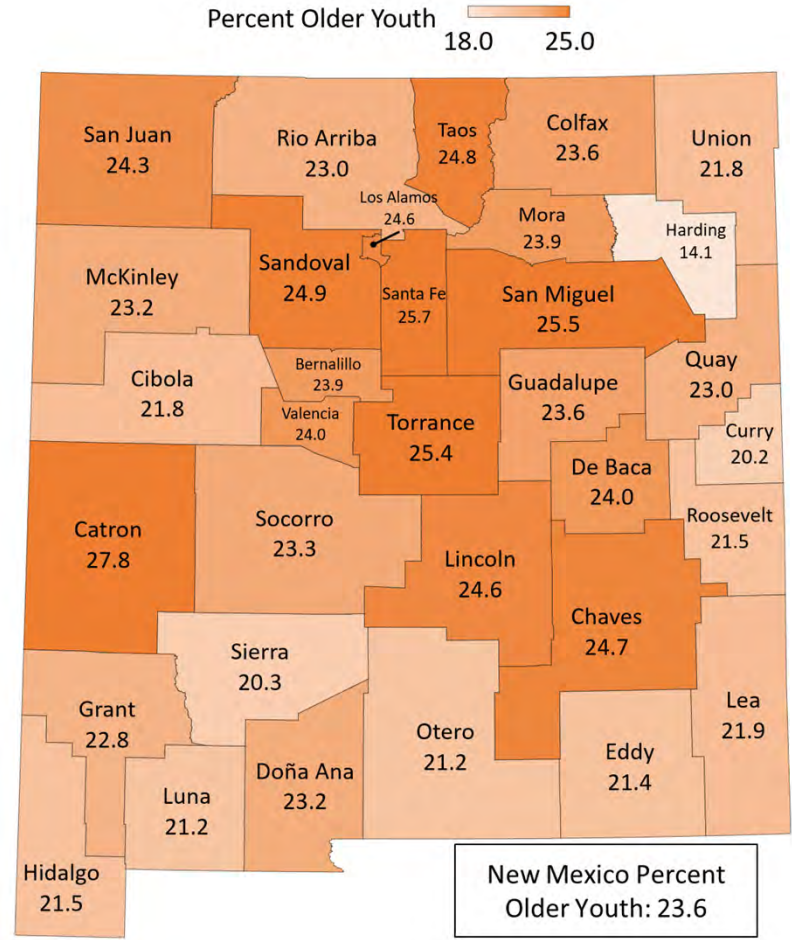 Percent Older Youth
18.0 25.0
San Juan
24.3
Rio Arriba
23.0
Taos
24.8
Colfax
23.6
Union
21.8
Los Alamos
24.6
Mora
23.9
Harding
14.1
McKinley
23.2
Sandoval
24.9
Santa Fe
25.7
San Miguel
25.5
Quay
23.0
Cibola
21.8
Bernalillo
23.9
Valencia
24.0
Torrance
25.4
Guadalupe
23.6
Curry
20.2
De Baca
24.0
Roosevelt
21.5
Catron
27.8
Socorro
23.3
Lincoln
24.6
Chaves
24.7
Sierra
20.3
Grant
22.8
Otero
21.2
Lea
21.9
Eddy
21.4
Doña Ana
23.2
Luna
21.2
Hidalgo
21.5
New Mexico Percent
Older Youth: 23.6